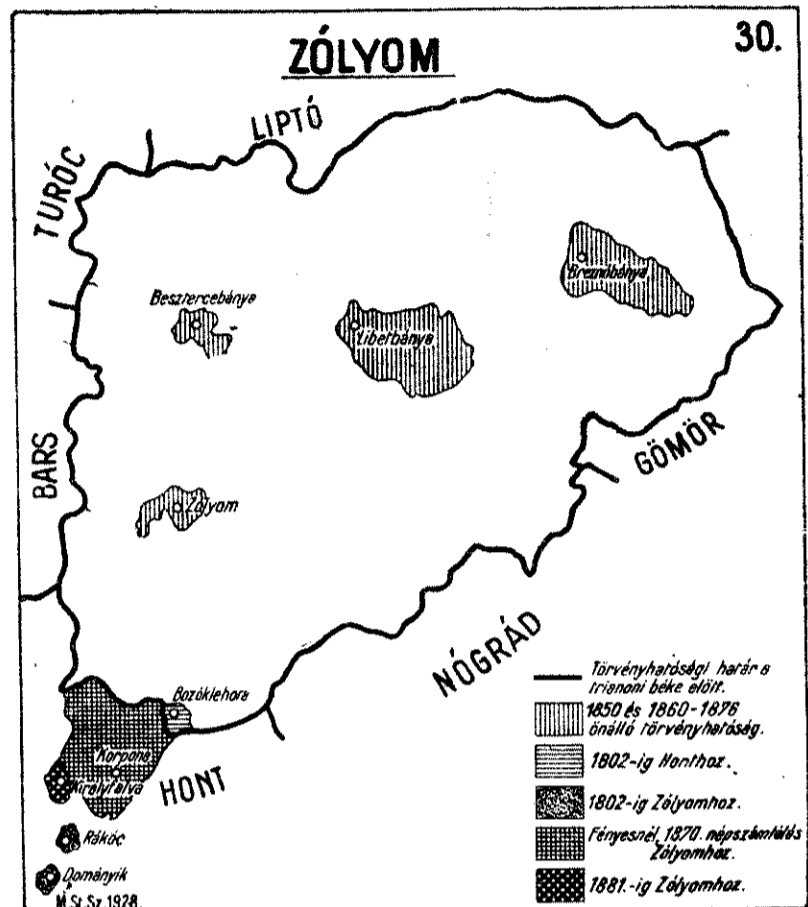 ZÓLYOM
30.
LIPTÓ
TURÓC
Breznóbánya
Besztercebánya
Libetbánya
BARS
GÖMÖR
Zólyom
NÓGRÁD
Bozóklehota
Korpona
Királyfalva
HONT
Rákóc
Dományik
M.St.Sz. 1928.
Törvényhatósági határ a
trianoni béke előtt.
1850 és 1860-1876
önálló törvényhatóság.
1802-ig Honthoz.
1802-ig Zólyomhoz.
Fényesnél, 1870. népszámlálás
Zólyomhoz.
1881.-ig Zólyomhoz.